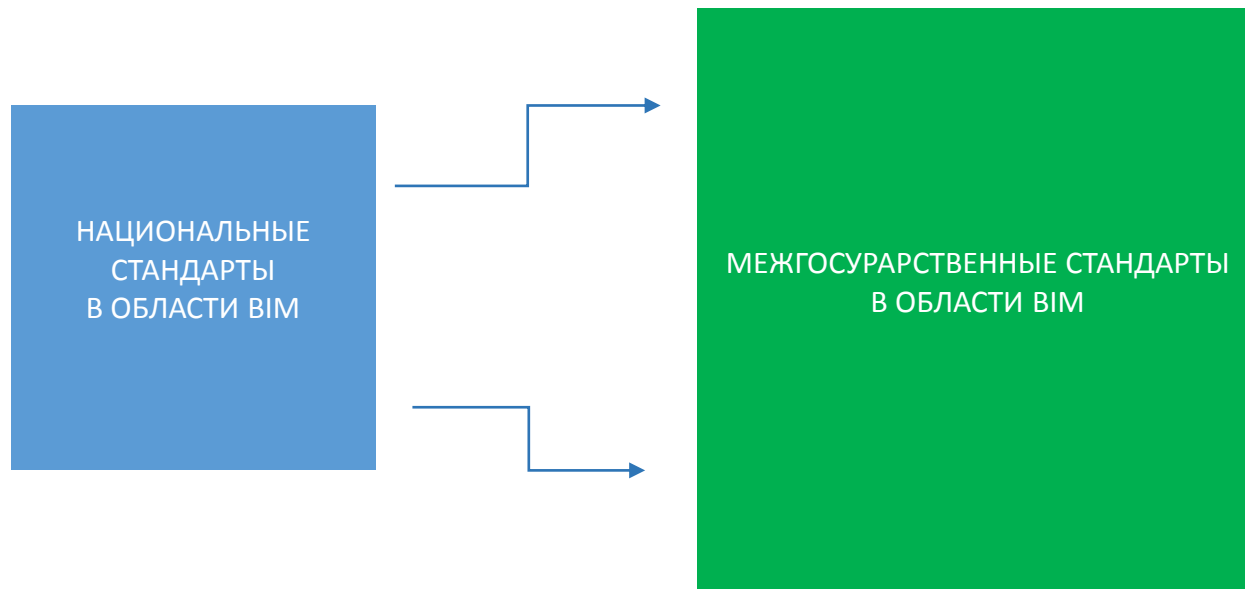 НАЦИОНАЛЬНЫЕ
СТАНДАРТЫ
В ОБЛАСТИ BIM
МЕЖГОСУРАРСТВЕННЫЕ СТАНДАРТЫ
В ОБЛАСТИ BIM